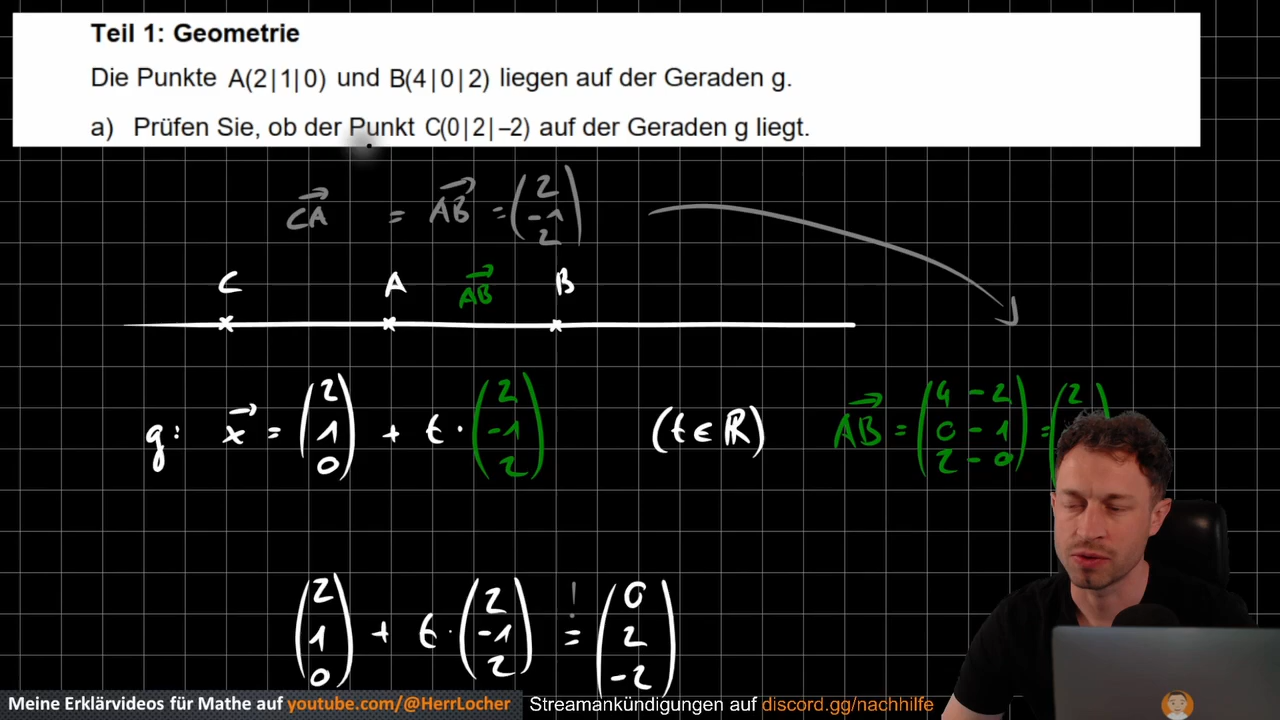 Teil 1: Geometrie
Die Punkte A(2|1|0) und B(4|0|2) liegen auf der Geraden g.
a) Prüfen Sie, ob der Punkt C(0|2|–2) auf der Geraden g liegt.
CA⃗ = AB⃗ = (2 -1 2)
C A AB⃗ B
g: x⃗ = (2 1 0) + t · (2 -1 2) (t ∈ ℝ) AB⃗ = (4 - 2 0 - 1 2 - 0) = (2
(2 1 0) + t · (2 -1 2) != (0 2 -2)
Meine Erklärvideos für Mathe auf youtube.com/@HerrLocher Streamankündigungen auf discord.gg/nachhilfe